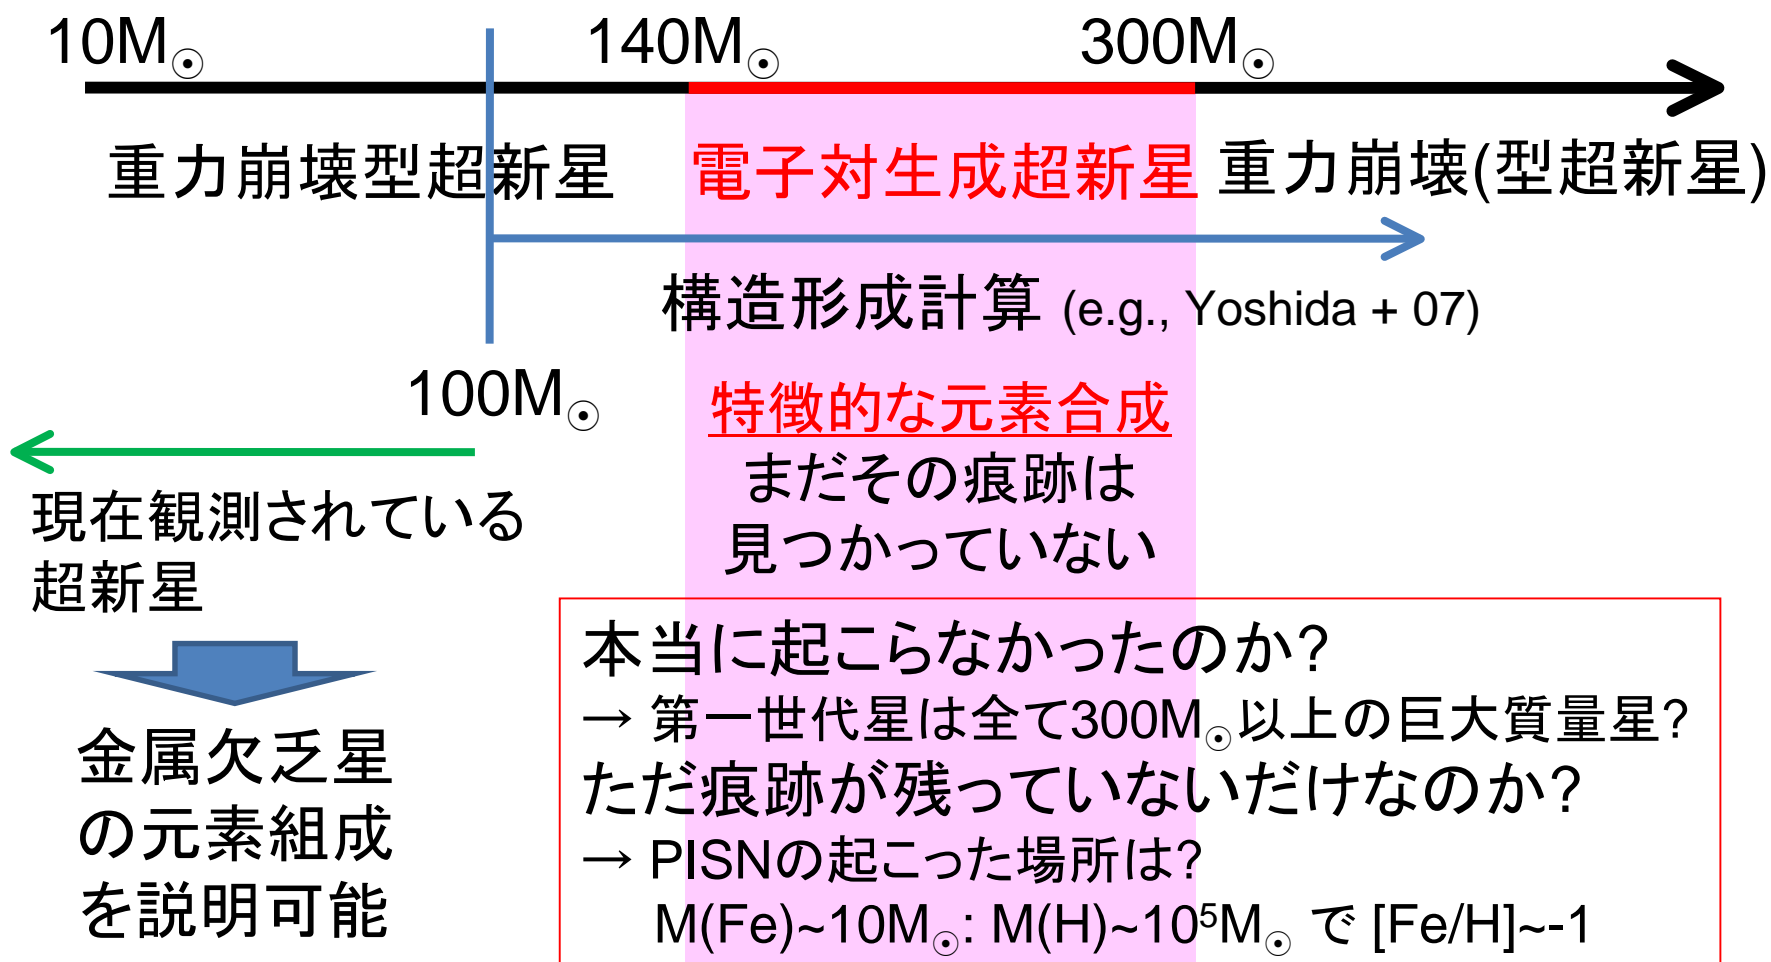 10M☉ 140M☉ 300M☉
重力崩壊型超新星 電子対生成超新星 重力崩壊(型超新星)
構造形成計算 (e.g., Yoshida + 07)
100M☉
現在観測されている
超新星
金属欠乏星
の元素組成
を説明可能
特徴的な元素合成
まだその痕跡は
見つかっていない
本当に起こらなかったのか?
→ 第一世代星は全て300M☉以上の巨大質量星?
ただ痕跡が残っていないだけなのか?
→ PISNの起こった場所は?
M(Fe)~10M☉: M(H)~10⁵M☉ で [Fe/H]~-1